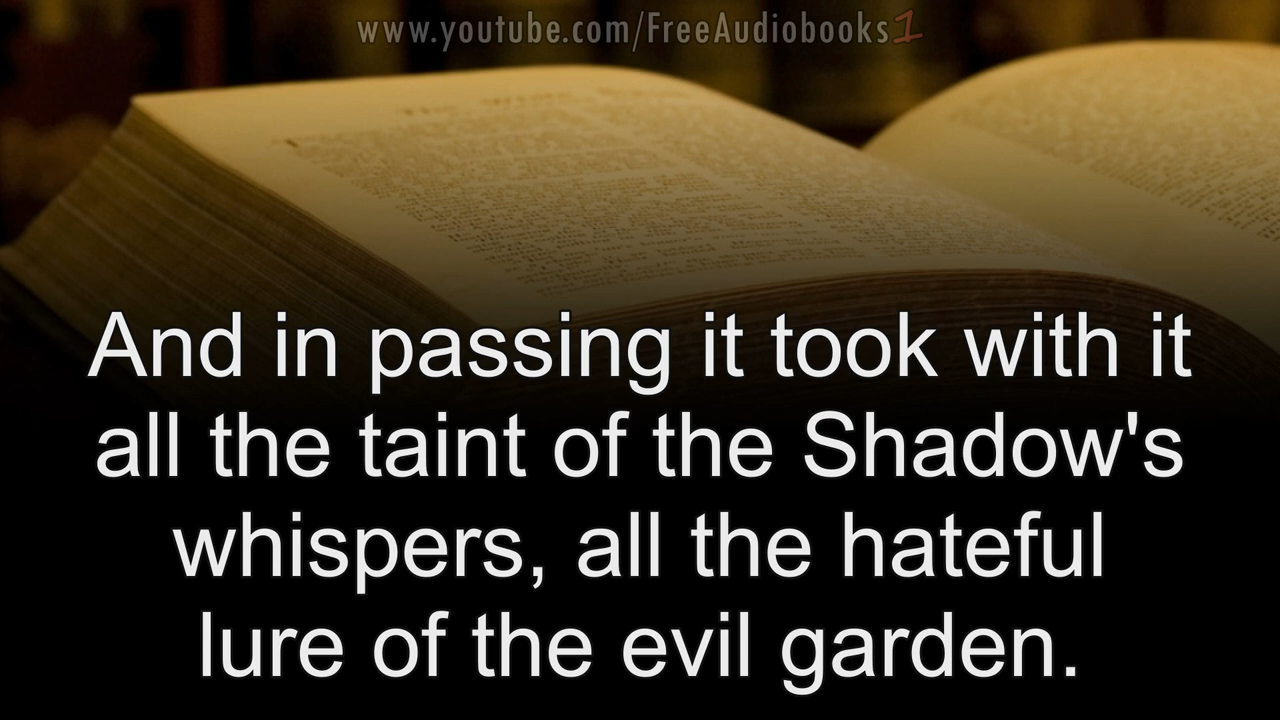 www.youtube.com/FreeAudiobooks1
And in passing it took with it
all the taint of the Shadow's
whispers, all the hateful
lure of the evil garden.